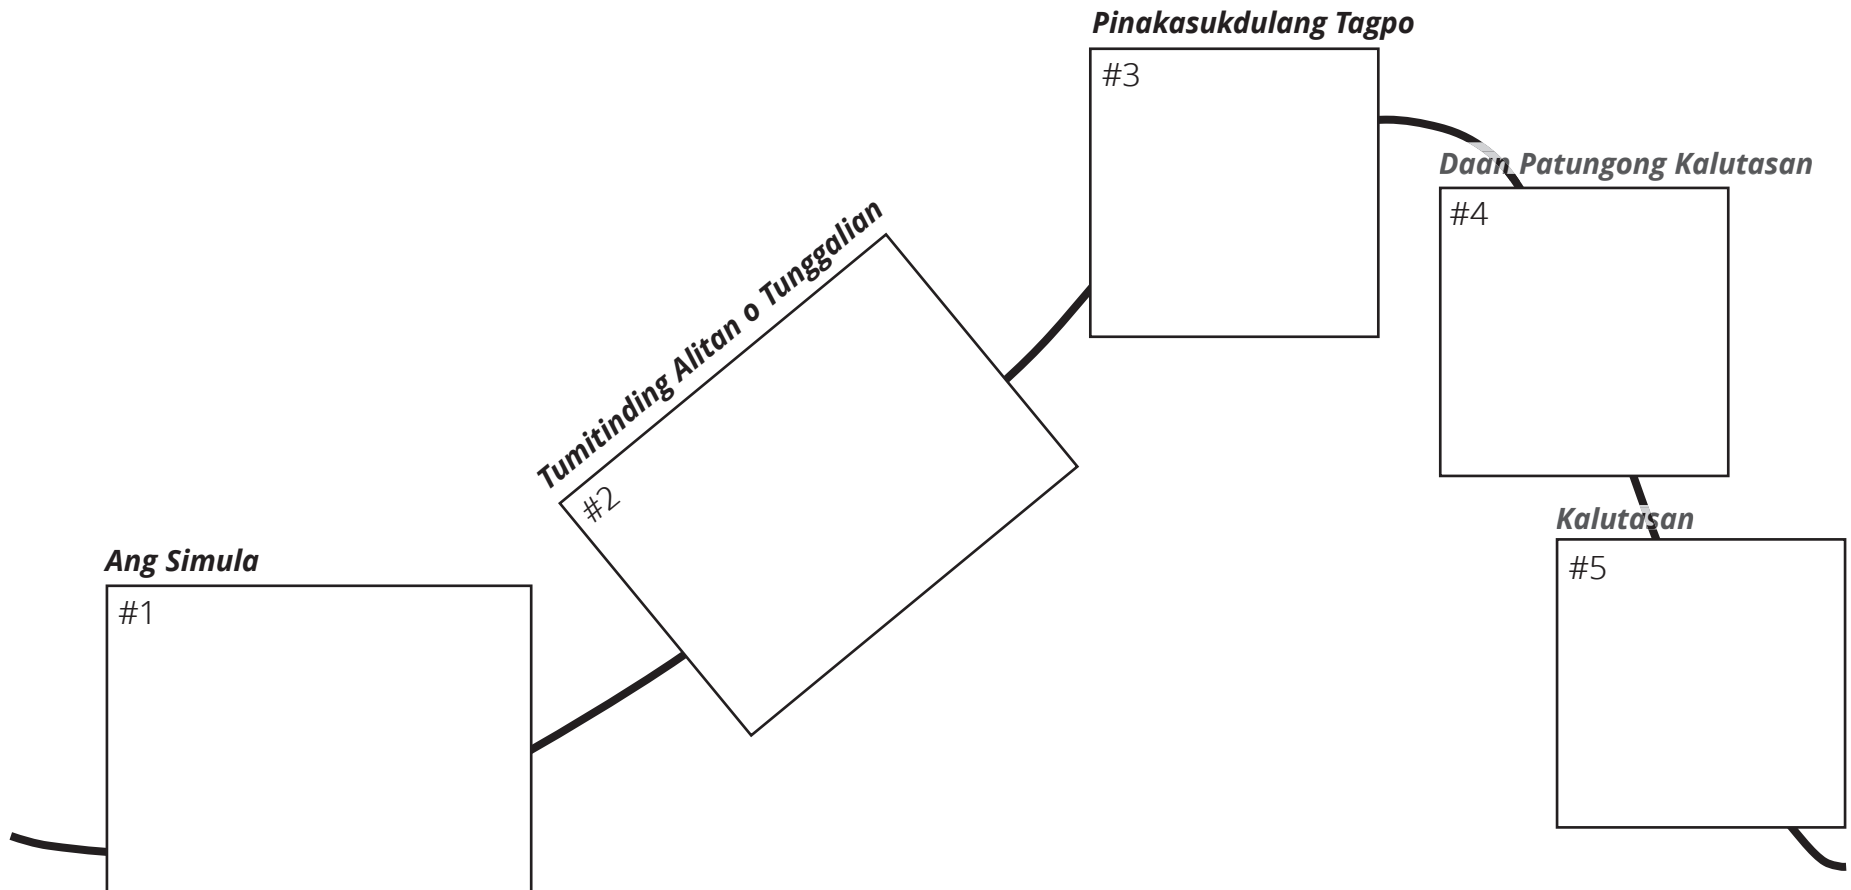 Ang Simula
#1
Tumitinding Alitan o Tunggalian
#2
Pinakasukdulang Tagpo
#3
Daan Patungong Kalutasan
#4
Kalutasan
#5